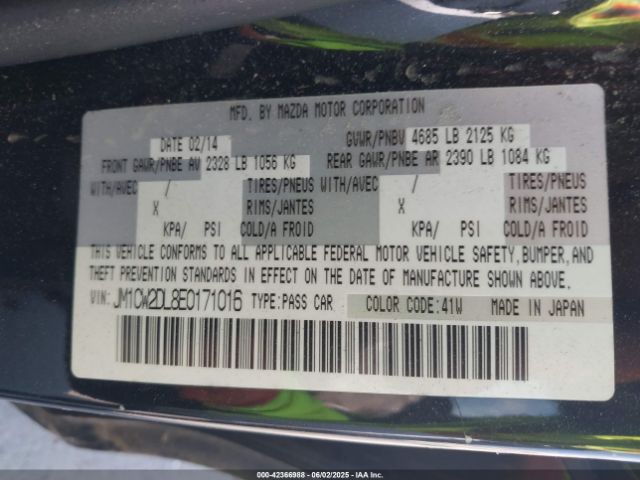 MFD. BY MAZDA MOTOR CORPORATION
DATE 02/14 GVWR/PNBV 4685 LB 2125 KG
FRONT GAWR/PNBE AV 2328 LB 1056 KG REAR GAWR/PNBE AR 2390 LB 1084 KG
WITH/AVEC / TIRES/PNEUS WITH/AVEC / TIRES/PNEUS
X RIMS/JANTES X RIMS/JANTES
KPA/ PSI COLD/A FROID KPA/ PSI COLD/A FROID
THIS VEHICLE CONFORMS TO ALL APPLICABLE FEDERAL MOTOR VEHICLE SAFETY, BUMPER, AND
THEFT PREVENTION STANDARDS IN EFFECT ON THE DATE OF MANUFACTURE SHOWN ABOVE.
VIN: JM1CW2DL8E0171016 TYPE:PASS CAR COLOR CODE:41W MADE IN JAPAN
00-42366988 - 06/02/2025 - IAA Inc.